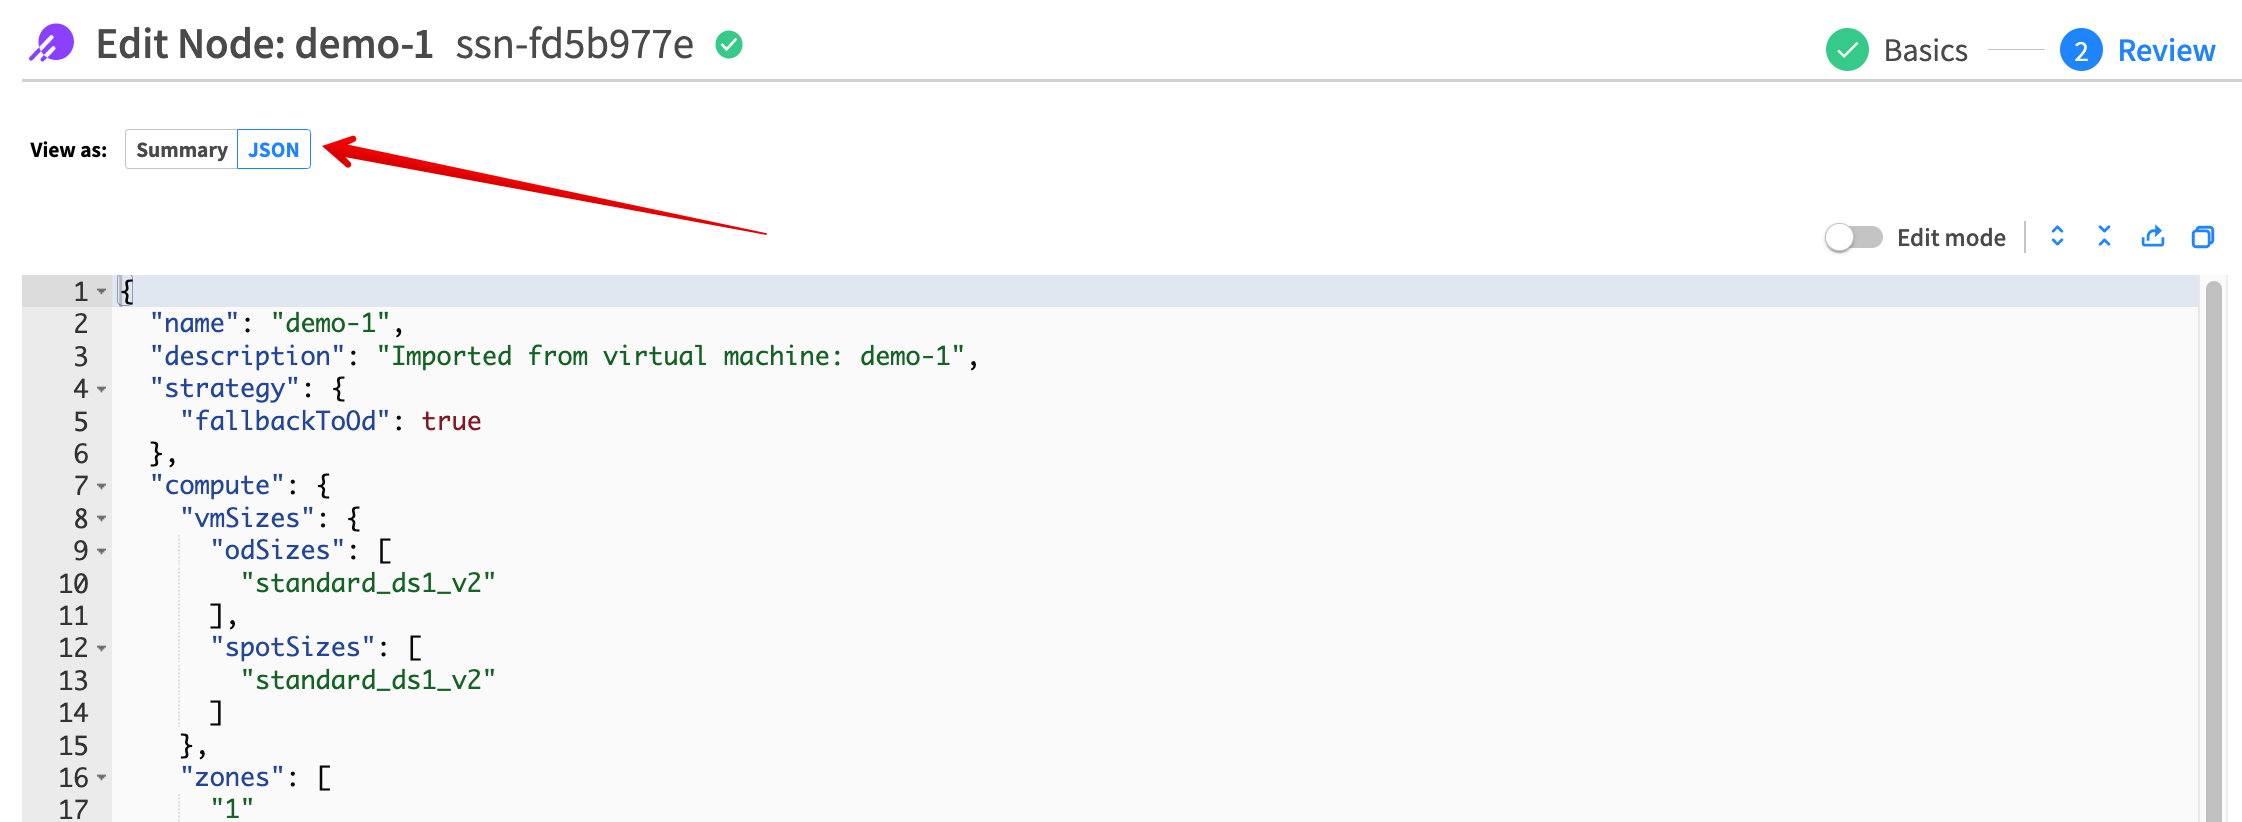 Edit Node: demo-1 ssn-fd5b977e
Basics 2 Review
View as: Summary JSON
Edit mode
1 {
2 "name": "demo-1",
3 "description": "Imported from virtual machine: demo-1",
4 "strategy": {
5 "fallbackToOd": true
6 },
7 "compute": {
8 "vmSizes": {
9 "odSizes": [
10 "standard_ds1_v2"
11 ],
12 "spotSizes": [
13 "standard_ds1_v2"
14 ]
15 },
16 "zones": [
17 "1"